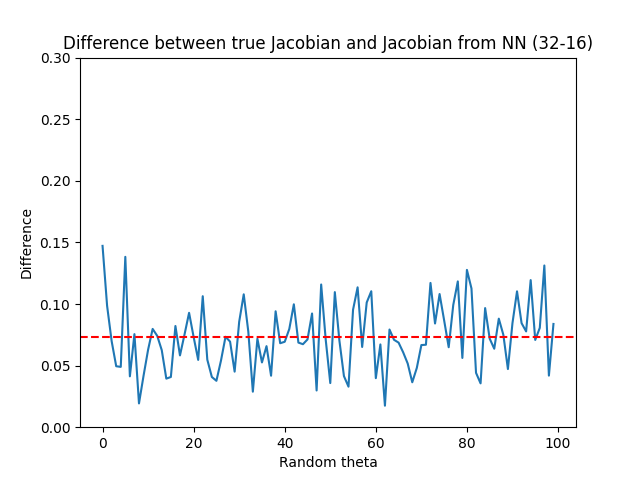 Difference between true Jacobian and Jacobian from NN (32-16)
0.30
0.25
0.20
0.15
0.10
0.05
0.00
Difference
0 20 40 60 80 100
Random theta